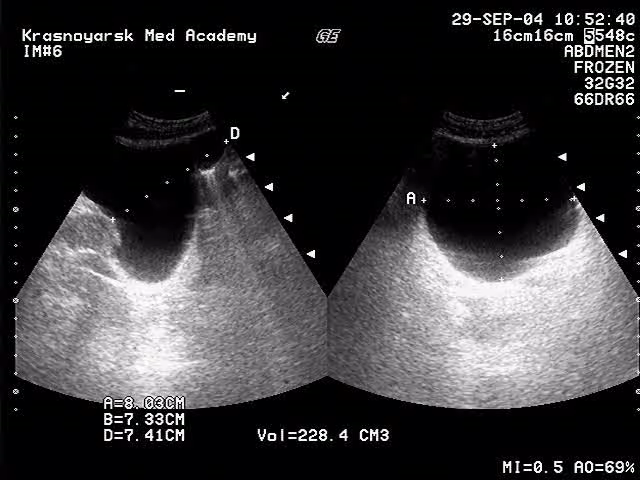 29-SEP-04 10:52:40
Krasnoyarsk Med Academy GE 16cm16cm 5548c
IM#6 ABDMEN2
FROZEN
32G32
66DR66
D
A
A=8.03CM
B=7.33CM
D=7.41CM Vol=228.4 CM3
MI=0.5 AO=69%